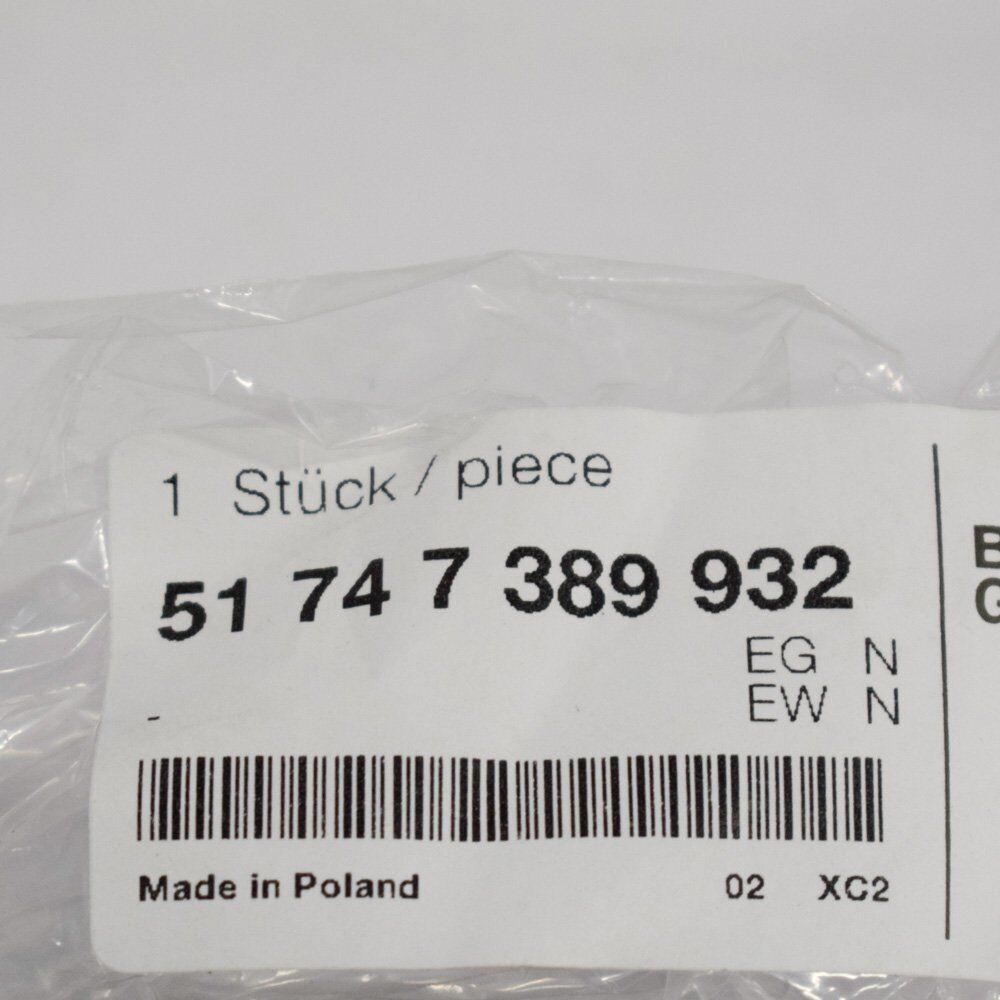 1 Stück / piece
51 74 7 389 932
EG N
EW N
-
Made in Poland 02 XC2
B
G